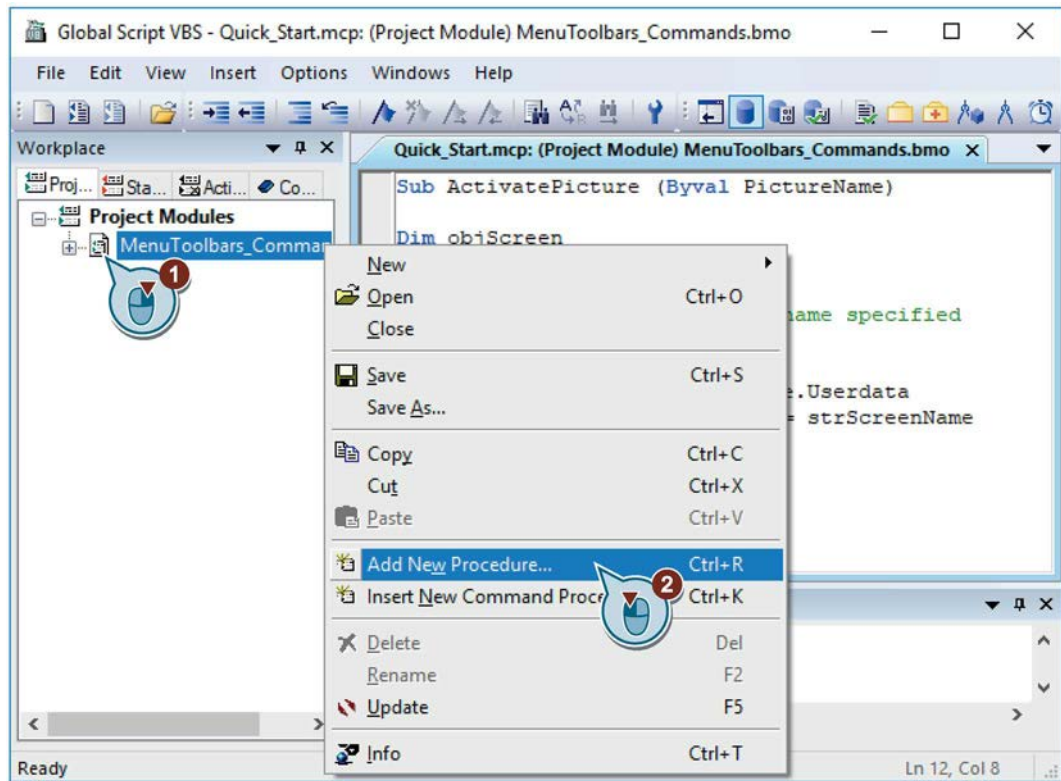 Global Script VBS - Quick_Start.mcp: (Project Module) MenuToolbars_Commands.bmo
File Edit View Insert Options Windows Help
Workplace
Quick_Start.mcp: (Project Module) MenuToolbars_Commands.bmo
Proj... Sta... Acti... Co...
Project Modules
MenuToolbars_Comman
Sub ActivatePicture (Byval PictureName)
Dim objScreen
name specified
e.Userdata
= strScreenName
1
New
Open Ctrl+O
Close
Save Ctrl+S
Save As...
Copy Ctrl+C
Cut Ctrl+X
Paste Ctrl+V
Add New Procedure... Ctrl+R
2
Insert New Command Proce Ctrl+K
Delete Del
Rename F2
Update F5
Info Ctrl+T
Ready
Ln 12, Col 8